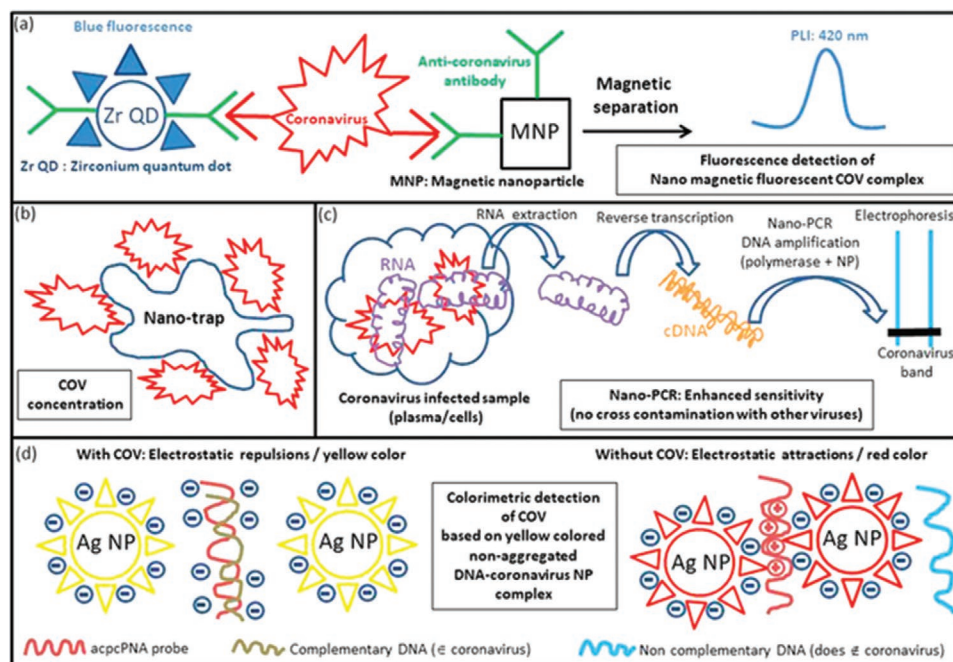 (a)
Blue fluorescence
Zr QD
Zr QD : Zirconium quantum dot
Coronavirus
Anti-coronavirus
antibody
MNP
MNP: Magnetic nanoparticle
Magnetic
separation
PLI: 420 nm
Fluorescence detection of
Nano magnetic fluorescent COV complex
(b)
Nano-trap
COV
concentration
(c)
RNA extraction
Reverse transcription
Nano-PCR
DNA amplification
(polymerase + NP)
Electrophoresis
RNA
cDNA
Coronavirus
band
Coronavirus infected sample
(plasma/cells)
Nano-PCR: Enhanced sensitivity
(no cross contamination with other viruses)
(d)
With COV: Electrostatic repulsions / yellow color
Ag NP
Ag NP
Colorimetric detection
of COV
based on yellow colored
non-aggregated
DNA-coronavirus NP
complex
Without COV: Electrostatic attractions / red color
Ag NP
Ag NP
acpcPNA probe
Complementary DNA (∈ coronavirus)
Non complementary DNA (does ∉ coronavirus)